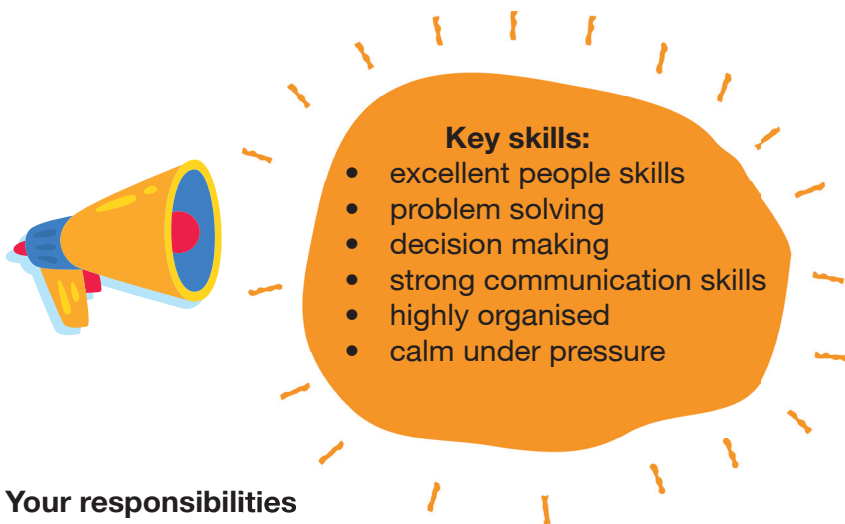 Key skills:
• excellent people skills
• problem solving
• decision making
• strong communication skills
• highly organised
• calm under pressure
Your responsibilities